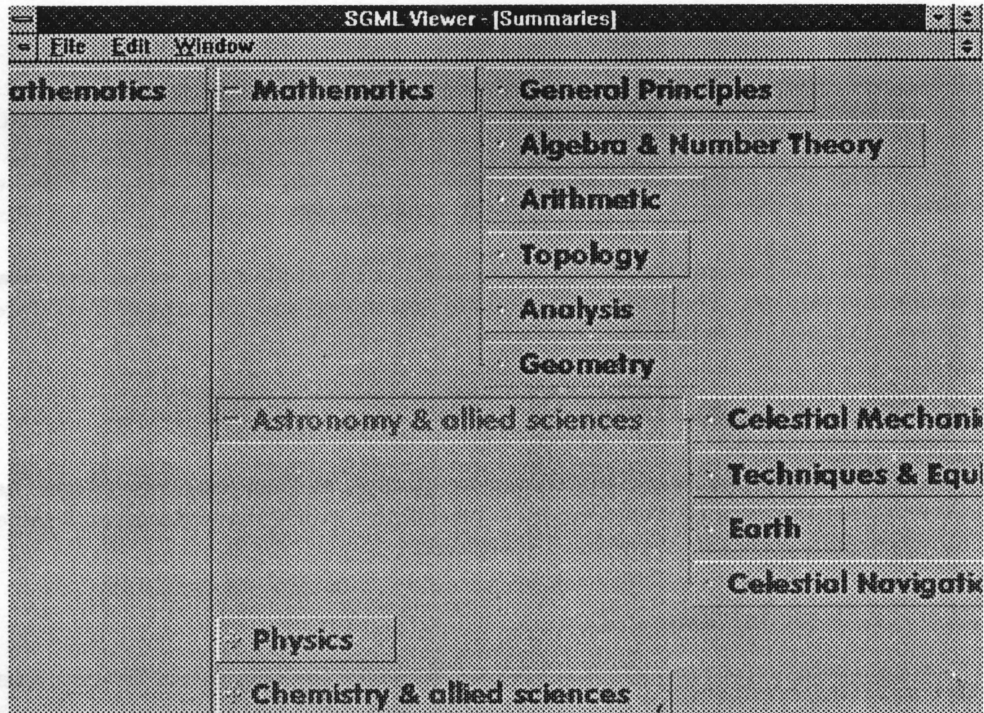 SGML Viewer - [Summaries]
File Edit Window
athematics
Mathematics
General Principles
Algebra & Number Theory
Arithmetic
Topology
Analysis
Geometry
Astronomy & allied sciences
Celestial Mechani
Techniques & Equi
Earth
Celestial Navigatio
Physics
Chemistry & allied sciences